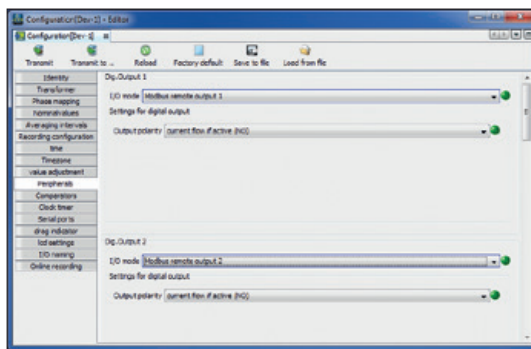 Configuration[Dev-1] - Editor
Configuration[Dev-1]
Transmit
Transmit to ...
Reload
Factory default
Save to file
Load from file
Identity
Transformer
Phase mapping
nominalvalues
Averaging intervals
Recording configuration
time
Timezone
value adjustment
Peripherals
Comparators
Clock timer
Serial ports
drag indicator
lcd settings
I/O naming
Online recording
Dig.Output 1
I/O mode Modbus remote output 1
Settings for digital output
Output polarity current flow if active (NO)
Dig.Output 2
I/O mode Modbus remote output 2
Settings for digital output
Output polarity current flow if active (NO)